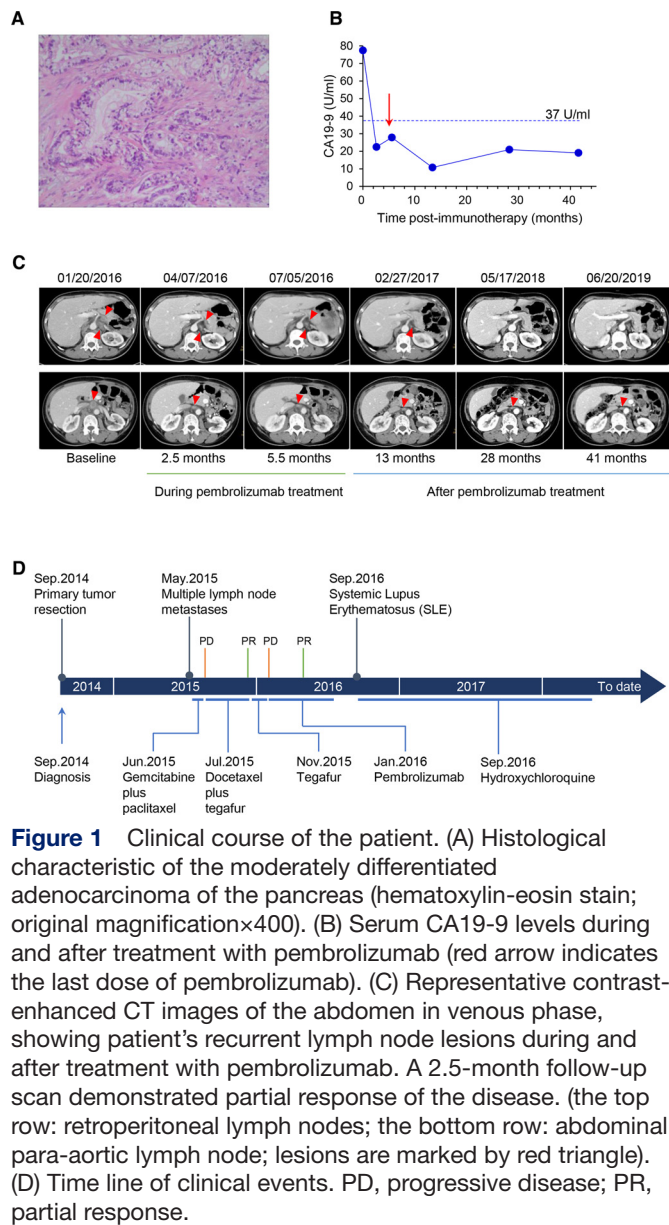 A
B
80
70
60
50
40
30
20
10
0
CA19-9 (U/ml)
37 U/ml
0 10 20 30 40
Time post-immunotherapy (months)
C
01/20/2016 04/07/2016 07/05/2016 02/27/2017 05/17/2018 06/20/2019
Baseline 2.5 months 5.5 months 13 months 28 months 41 months
During pembrolizumab treatment After pembrolizumab treatment
D
Sep.2014
Primary tumor
resection
May.2015
Multiple lymph node
metastases
Sep.2016
Systemic Lupus
Erythematosus (SLE)
PD PR PD PR
2014 2015 2016 2017 To date
Sep.2014
Diagnosis
Jun.2015
Gemcitabine
plus
paclitaxel
Jul.2015
Docetaxel
plus
tegafur
Nov.2015
Tegafur
Jan.2016
Pembrolizumab
Sep.2016
Hydroxychloroquine
Figure 1 Clinical course of the patient. (A) Histological
characteristic of the moderately differentiated
adenocarcinoma of the pancreas (hematoxylin-eosin stain;
original magnification×400). (B) Serum CA19-9 levels during
and after treatment with pembrolizumab (red arrow indicates
the last dose of pembrolizumab). (C) Representative contrast-
enhanced CT images of the abdomen in venous phase,
showing patient's recurrent lymph node lesions during and
after treatment with pembrolizumab. A 2.5-month follow-up
scan demonstrated partial response of the disease. (the top
row: retroperitoneal lymph nodes; the bottom row: abdominal
para-aortic lymph node; lesions are marked by red triangle).
(D) Time line of clinical events. PD, progressive disease; PR,
partial response.